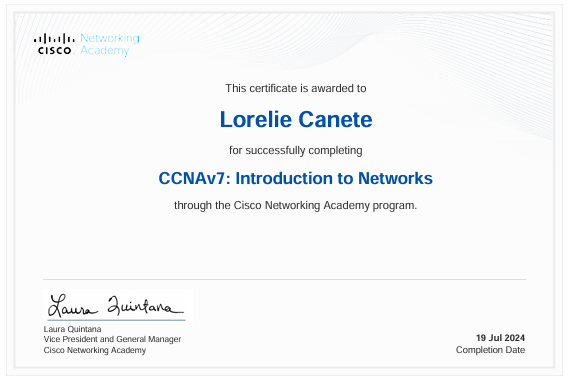 Networking
CISCO Academy
This certificate is awarded to
Lorelie Canete
for successfully completing
CCNAv7: Introduction to Networks
through the Cisco Networking Academy program.
Laura Quintana
Laura Quintana
Vice President and General Manager
Cisco Networking Academy
19 Jul 2024
Completion Date